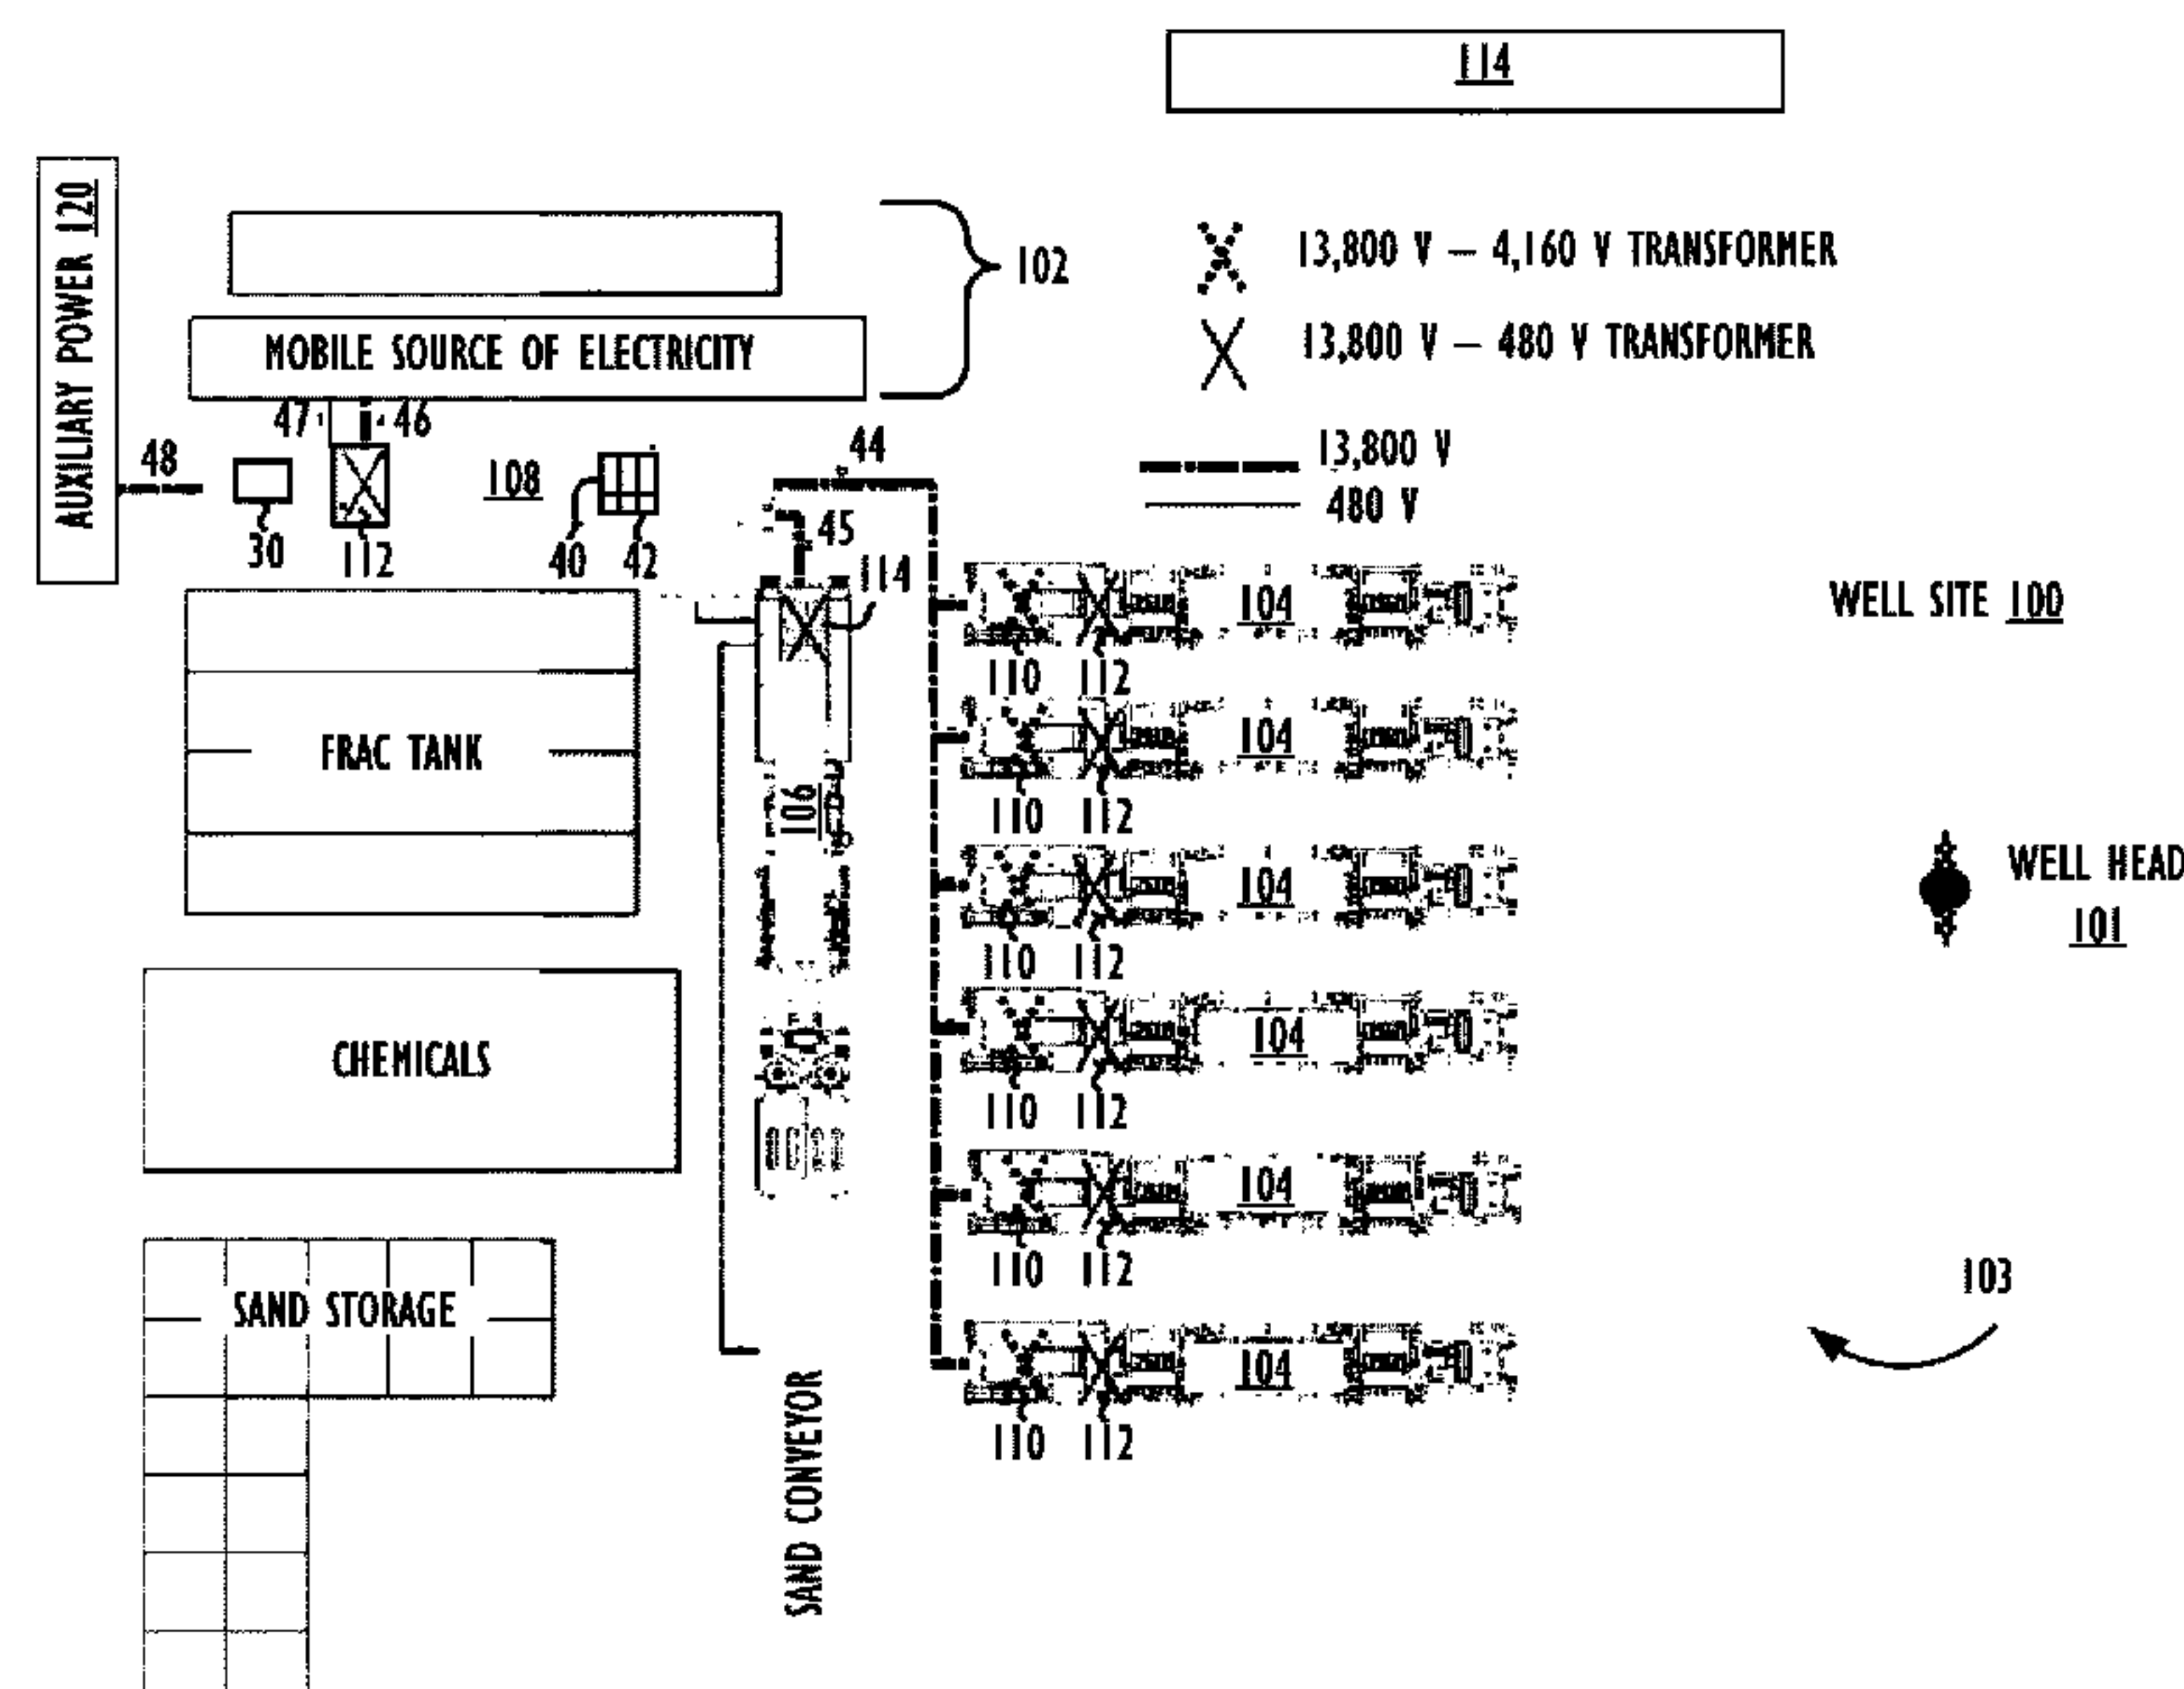 114
AUXILIARY POWER 120
102
13,800 V – 4,160 V TRANSFORMER
MOBILE SOURCE OF ELECTRICITY
13,800 V – 480 V TRANSFORMER
47
46
48
108
44
13,800 V
480 V
45
30
112
40
42
114
104
WELL SITE 100
110
112
FRAC TANK
104
106
110
112
104
WELL HEAD
101
110
112
CHEMICALS
104
110
112
104
110
112
103
SAND STORAGE
104
110
112
SAND CONVEYOR